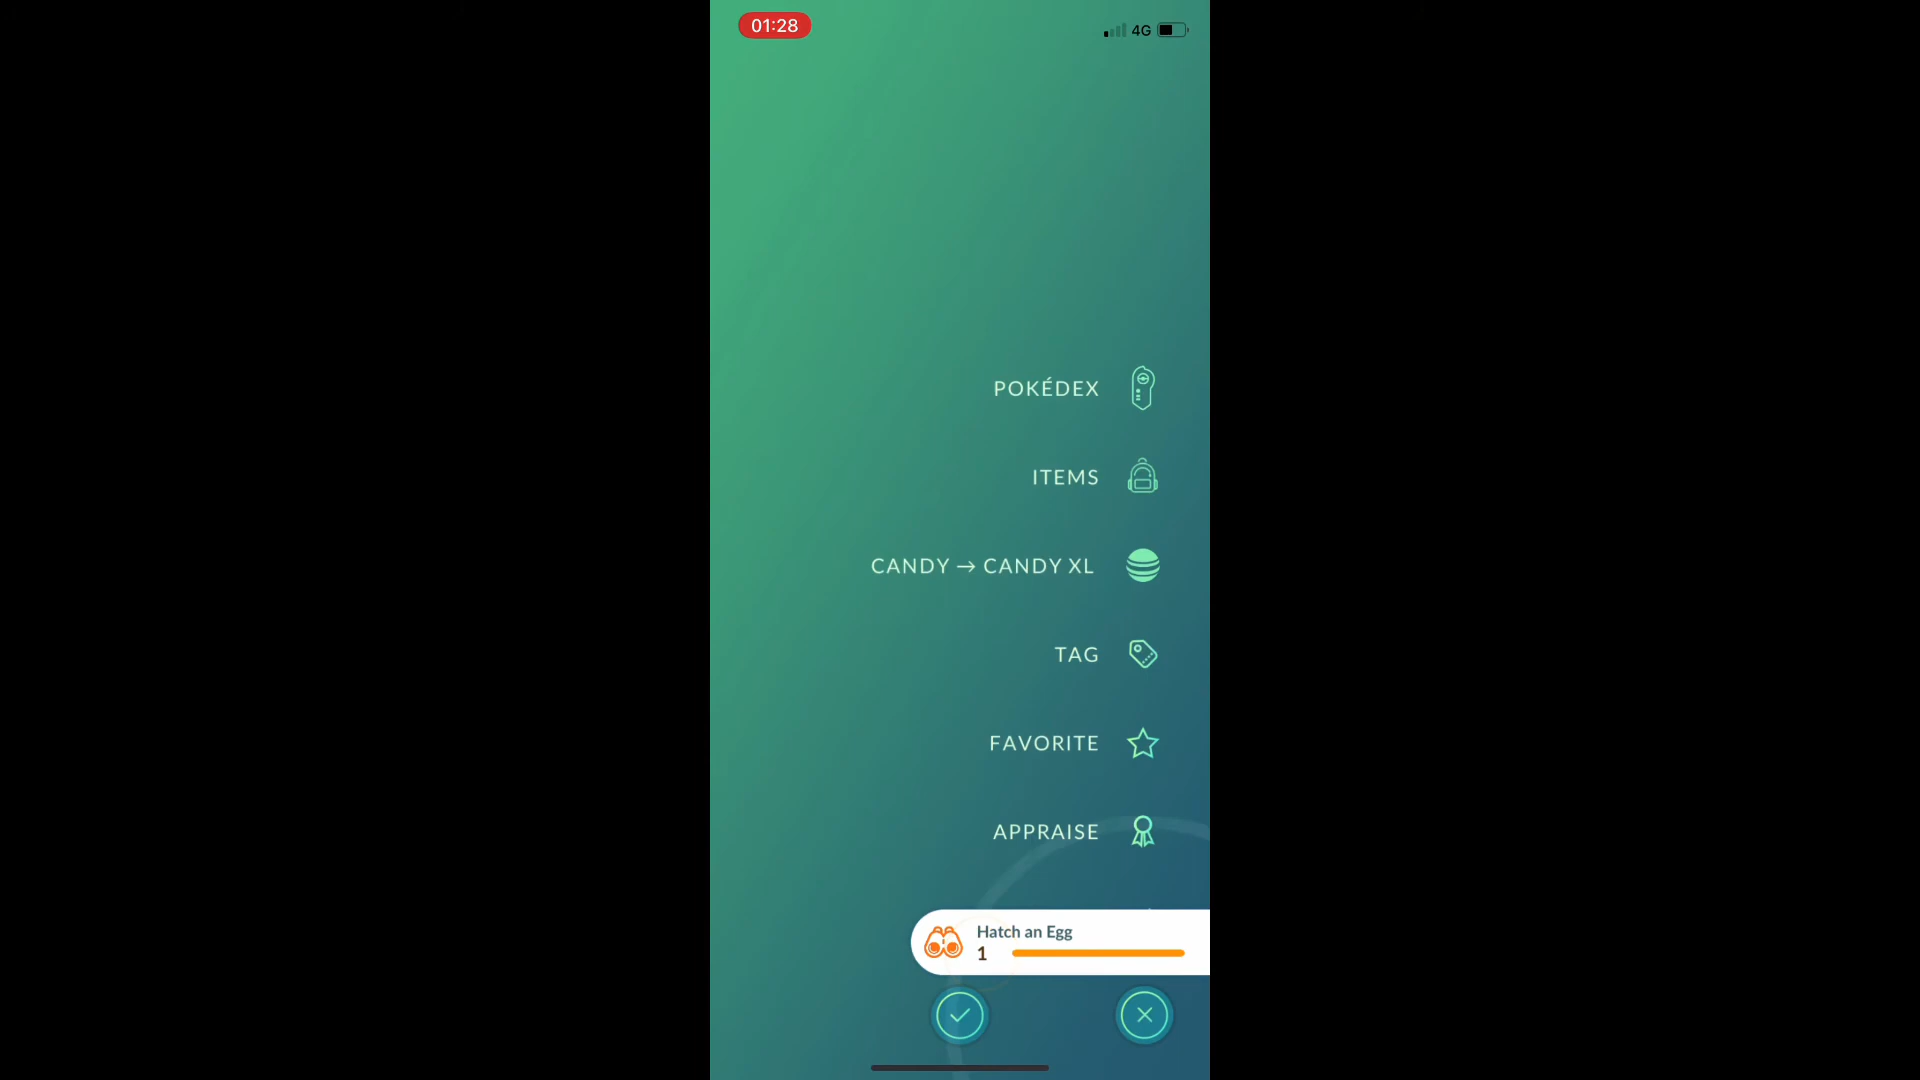 01:28
4G
POKÉDEX
ITEMS
CANDY → CANDY XL
TAG
FAVORITE
APPRAISE
Hatch an Egg
1